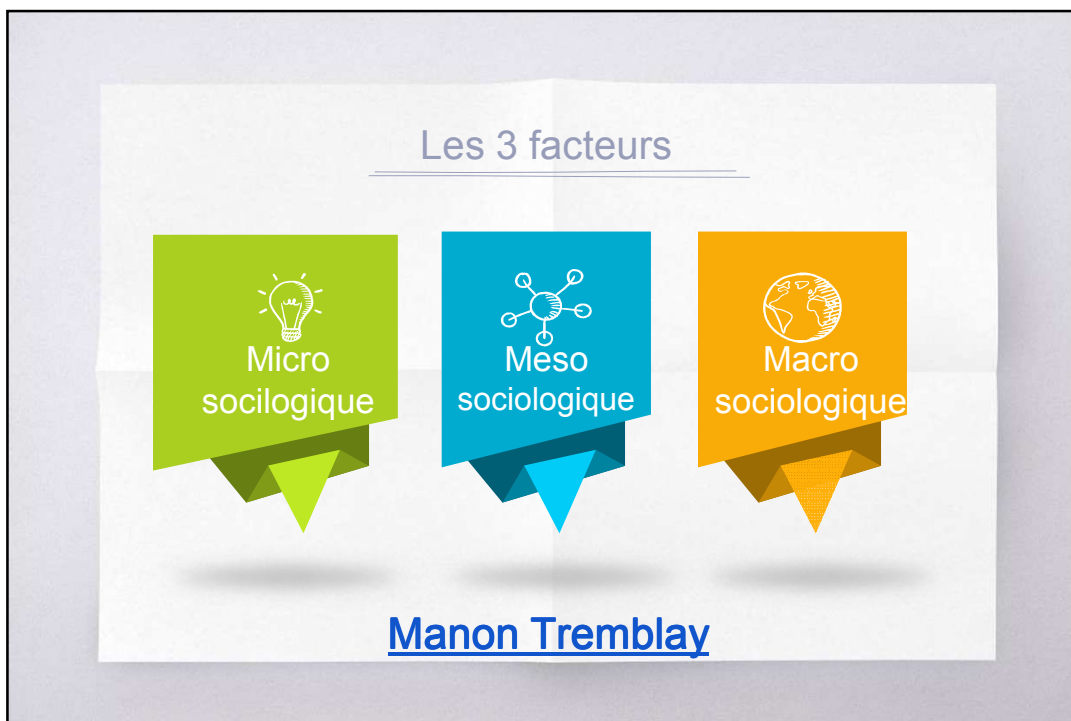 Les 3 facteurs
Micro
socilogique
Meso
sociologique
Macro
sociologique
Manon Tremblay